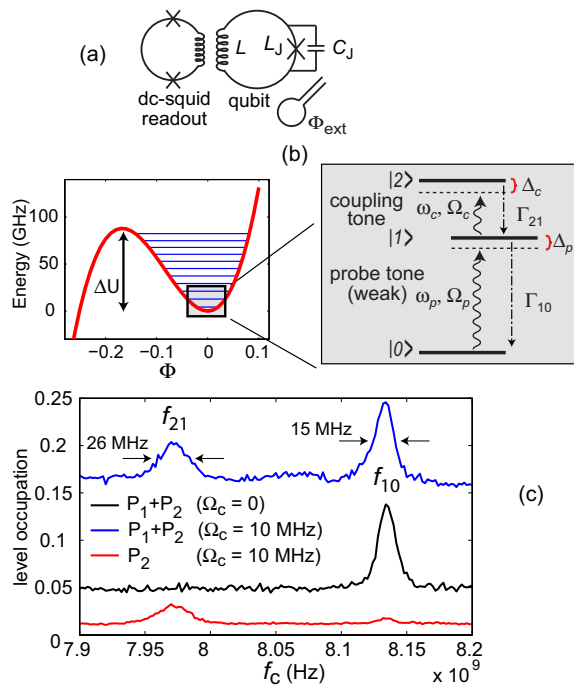 (a)
L
L_J
C_J
dc-squid
readout
qubit
Φ_ext
(b)
Energy (GHz)
80
40
0
ΔU
−0.2
−0.1
0
0.1
Φ
|2>
coupling
tone
ω_c, Ω_c
Δ_c
Γ_21
|1>
Δ_p
probe tone
(weak)
ω_p, Ω_p
Γ_10
|0>
(c)
level occupation
0.25
0.20
0.15
0.10
0.05
0
f_21
26 MHz
15 MHz
f_10
P_1+P_2 (Ω_c = 0)
P_1+P_2 (Ω_c = 10 MHz)
P_2 (Ω_c = 10 MHz)
7.9
7.95
8
8.05
8.1
8.15
8.2
f_c (Hz)
x 10^9